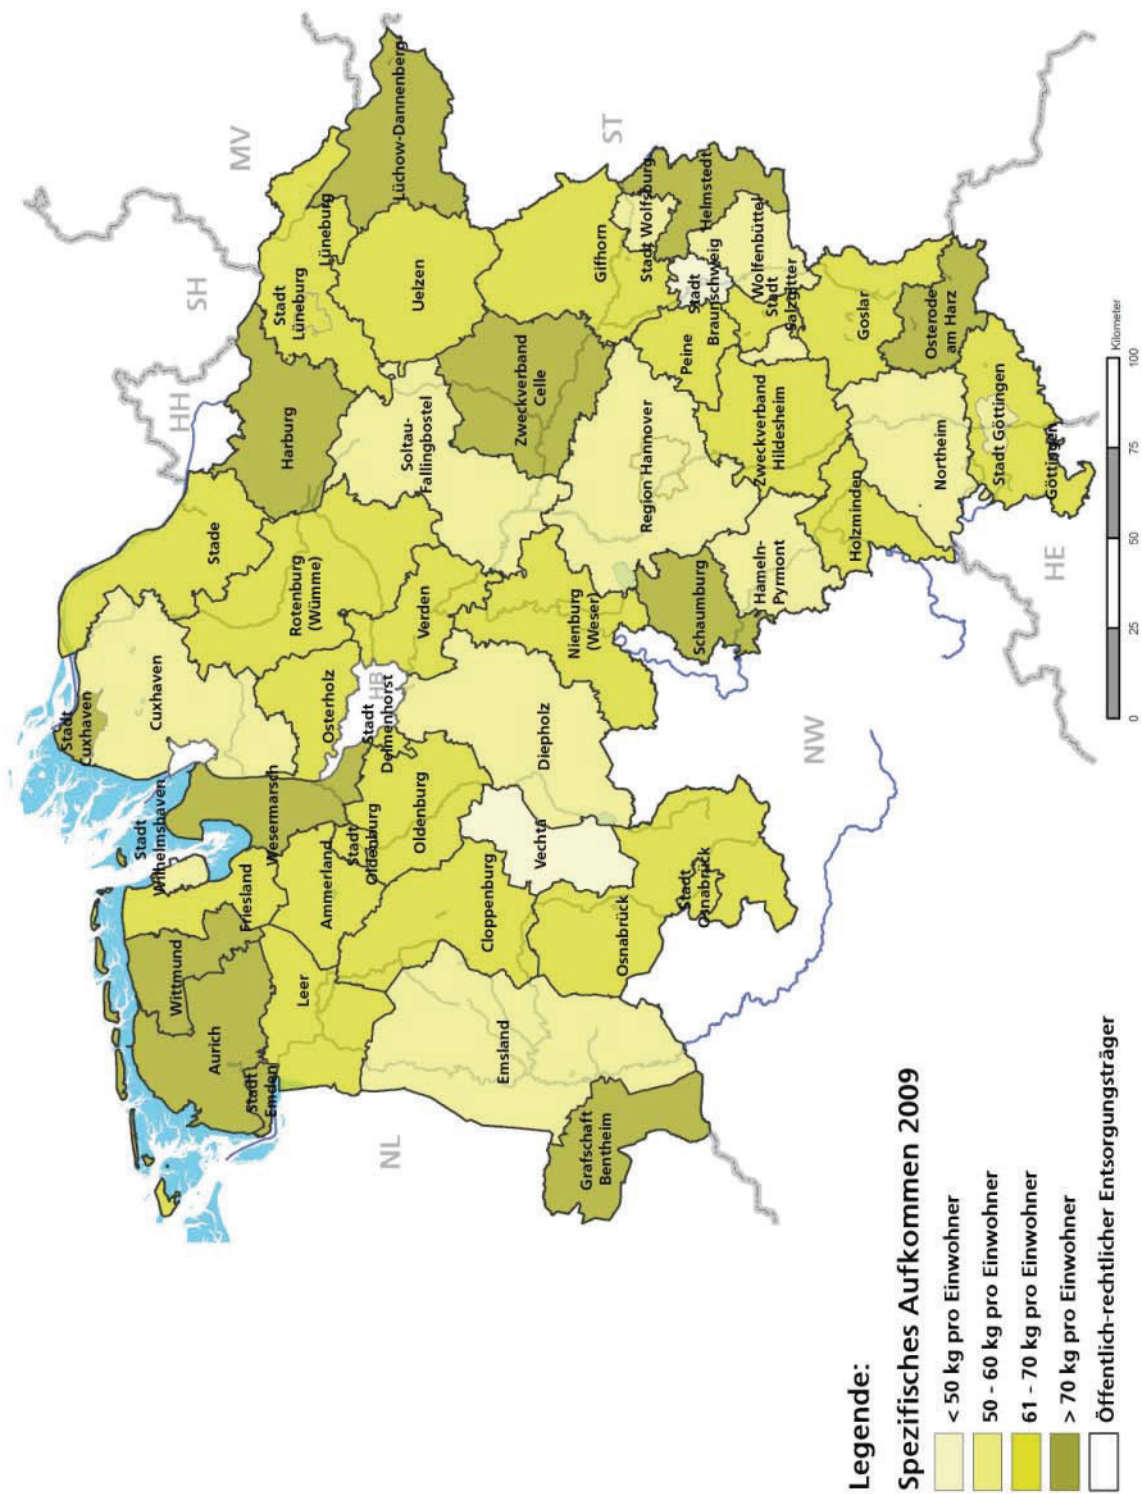 MV
SH
HH
ST
HE
NW
NL
HB
Lüchow-Dannenberg
Stadt
Lüneburg
Lüneburg
Uelzen
Harburg
Stade
Soltau-
Fallingbostel
Zweckverband
Celle
Gifhorn
Stadt Wolfsburg
Helmstedt
Stadt
Braunschweig
Wolfenbüttel
Stadt
Salzgitter
Peine
Goslar
Osterode
am Harz
Stadt Göttingen
Göttingen
Northeim
Zweckverband
Hildesheim
Region Hannover
Holzminden
Hameln-
Pyrmont
Schaumburg
Nienburg
(Weser)
Verden
Rotenburg
(Wümme)
Osterholz
Cuxhaven
Stadt
Cuxhaven
Stadt
Delmenhorst
Diepholz
Oldenburg
Stadt
Oldenburg
Wesermarsch
Stadt
Wilhelmshaven
Friesland
Ammerland
Vechta
Cloppenburg
Osnabrück
Stadt
Osnabrück
Wittmund
Aurich
Leer
Stadt
Emden
Emsland
Grafschaft
Bentheim
Kilometer
0
25
50
75
100
Legende:
Spezifisches Aufkommen 2009
< 50 kg pro Einwohner
50 - 60 kg pro Einwohner
61 - 70 kg pro Einwohner
> 70 kg pro Einwohner
Öffentlich-rechtlicher Entsorgungsträger